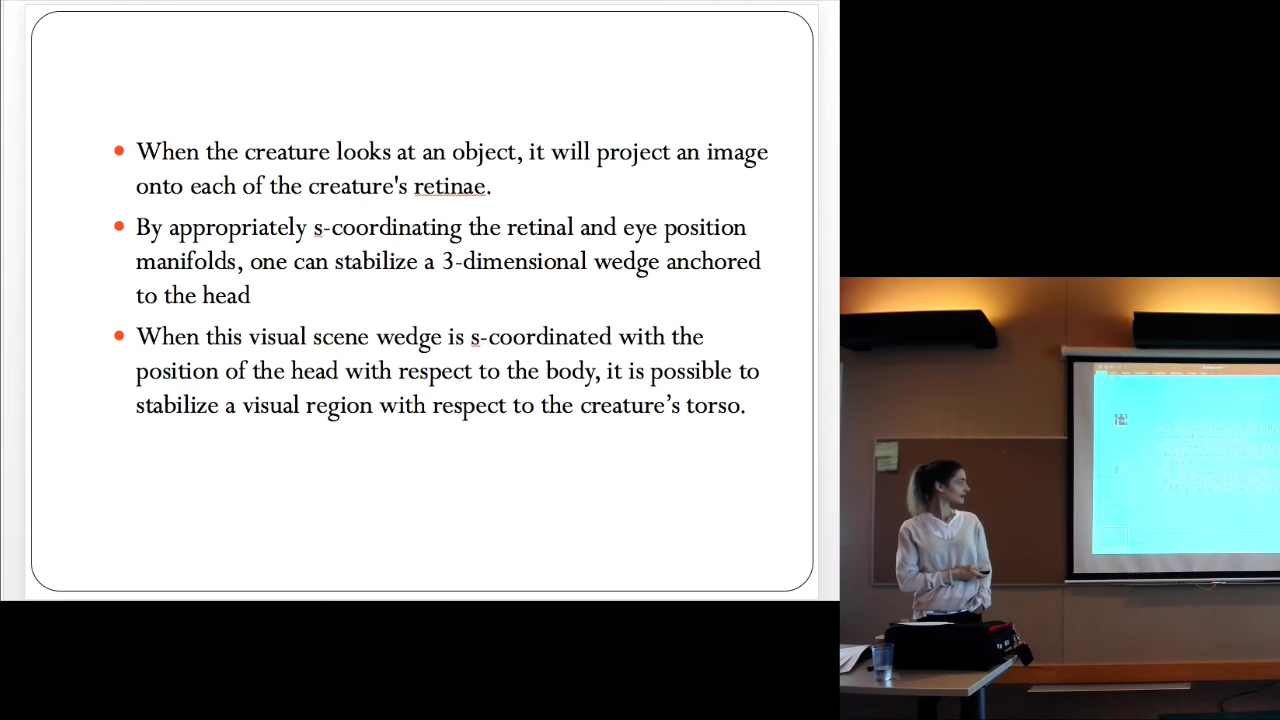 When the creature looks at an object, it will project an image
onto each of the creature's retinae.
By appropriately s-coordinating the retinal and eye position
manifolds, one can stabilize a 3-dimensional wedge anchored
to the head
When this visual scene wedge is s-coordinated with the
position of the head with respect to the body, it is possible to
stabilize a visual region with respect to the creature’s torso.